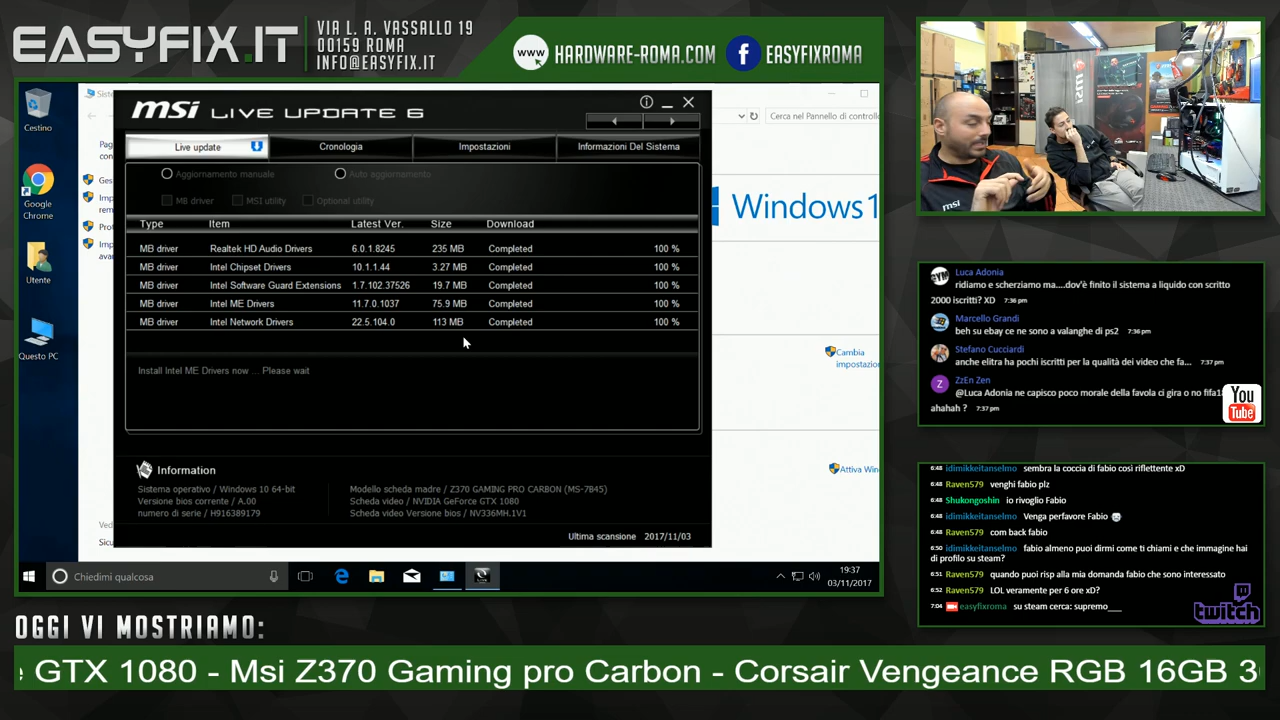 EASYFIX.IT
VIA L. A. VASSALLO 19
00159 ROMA
INFO@EASYFIX.IT
WWW
HARDWARE-ROMA.COM
f
EASYFIXROMA
Cestino
Google
Chrome
Utente
Questo PC
msi LIVE UPDATE 6
Cerca nel Pannello di controllo
Live update
Cronologia
Impostazioni
Informazioni Del Sistema
Aggiornamento manuale
Auto aggiornamento
MB driver
MSI utility
Optional utility
Type Item Latest Ver. Size Download
MB driver Realtek HD Audio Drivers 6.0.1.8245 235 MB Completed 100 %
MB driver Intel Chipset Drivers 10.1.1.44 3.27 MB Completed 100 %
MB driver Intel Software Guard Extensions 1.7.102.37526 19.7 MB Completed 100 %
MB driver Intel ME Drivers 11.7.0.1037 75.9 MB Completed 100 %
MB driver Intel Network Drivers 22.5.104.0 113 MB Completed 100 %
Install Intel ME Drivers now ... Please wait
Information
Sistema operativo / Windows 10 64-bit
Versione bios corrente / A.00
numero di serie / H916389179
Modello scheda madre / Z370 GAMING PRO CARBON (MS-7B45)
Scheda video / NVIDIA GeForce GTX 1080
Scheda video Versione bios / NV336MH.1V1
Ultima scansione 2017/11/03
Windows 1
Cambia
impostazio
Attiva Win
Chiedimi qualcosa
19:37
03/11/2017
msi
Luca Adonia
ridiamo e scherziamo ma....dov'è finito il sistema a liquido con scritto
2000 iscritti? XD 7:36 pm
Marcello Grandi
beh su ebay ce ne sono a valanghe di ps2 7:36 pm
Stefano Cucciardi
anche elitra ha pochi iscritti per la qualità dei video che fa... 7:37 pm
Z
ZzEn Zen
@Luca Adonia ne capisco poco morale della favola ci gira o no fifa18
ahahah ? 7:37 pm
You
Tube
6:48 idimikkeitanselmo sembra la coccia di fabio così riflettente xD
6:48 Raven579 venghi fabio plz
6:48 Shukongoshin io rivoglio Fabio
6:48 idimikkeitanselmo Venga perfavore Fabio
6:48 Raven579 com back fabio
6:50 idimikkeitanselmo fabio almeno puoi dirmi come ti chiami e che immagine hai
di profilo su steam?
6:51 Raven579 quando puoi risp alla mia domanda fabio che sono interessato
6:52 Raven579 LOL veramente per 6 ore xD?
7:04 easyfixroma su steam cerca: supremo___
twitch
OGGI VI MOSTRIAMO:
e GTX 1080 - Msi Z370 Gaming pro Carbon - Corsair Vengeance RGB 16GB 3